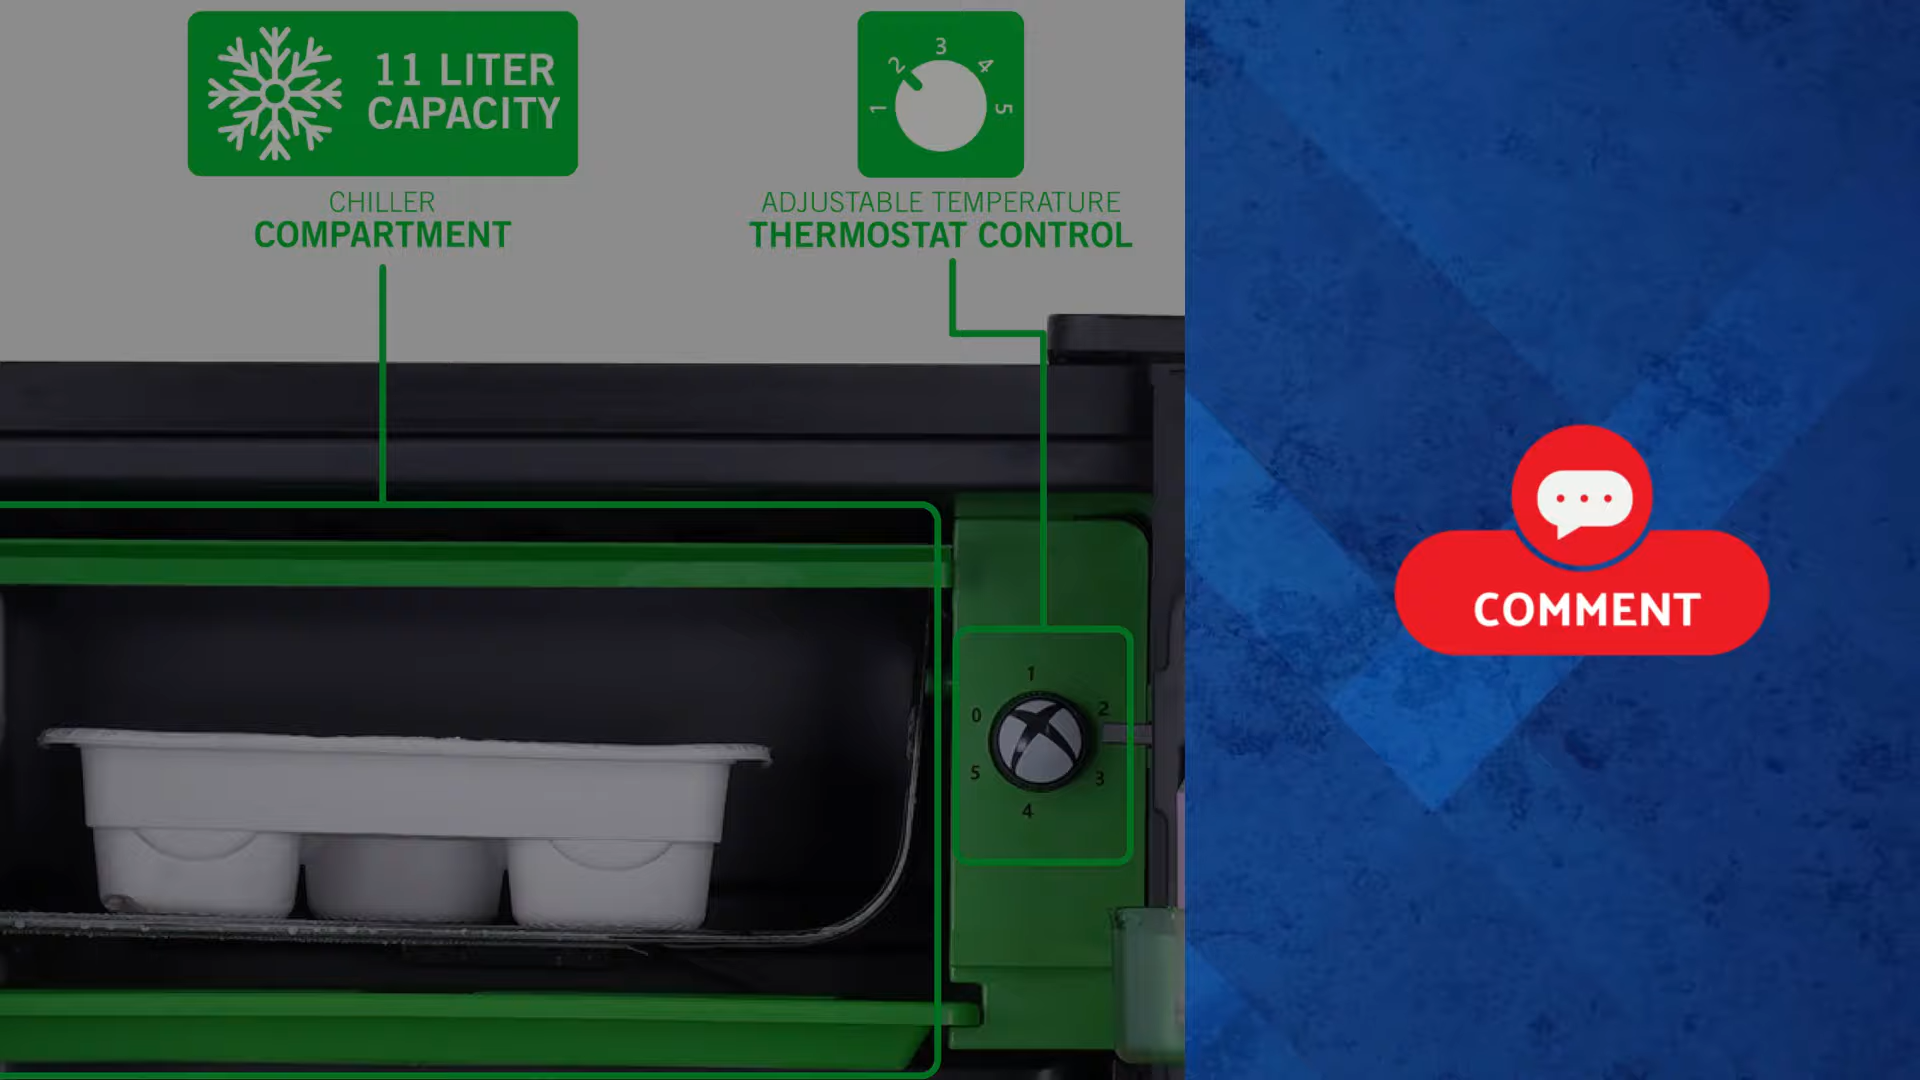 11 LITER
CAPACITY
CHILLER
COMPARTMENT
1 2 3 4 5
ADJUSTABLE TEMPERATURE
THERMOSTAT CONTROL
0 1 2 3 4 5
COMMENT